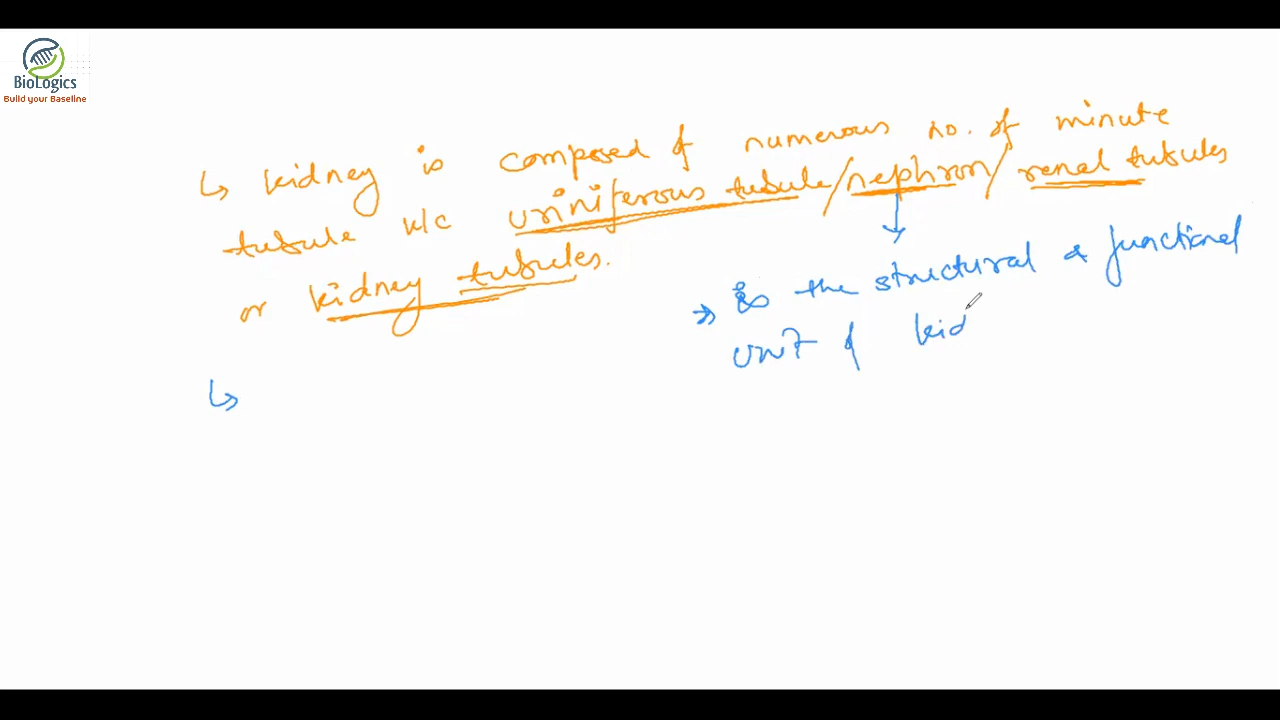 BioLogics
Build your Baseline
↳ kidney is composed of numerous no. of minute
tubule k/c uriniferous tubule/nephron/renal tubules
or kidney tubules.
is the structural & functional
unit of kid
↳